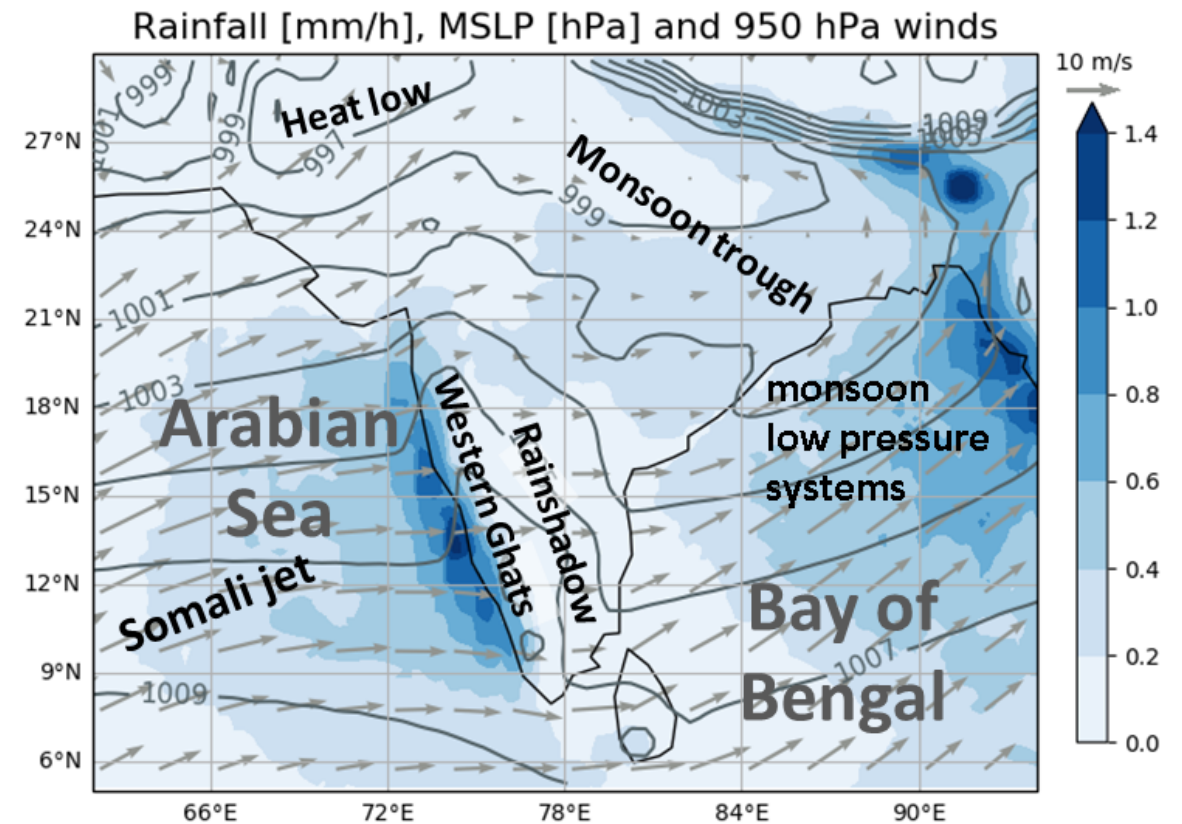 Rainfall [mm/h], MSLP [hPa] and 950 hPa winds
10 m/s
999
1001
999
Heat low
997
1003
1009
1005
27°N
Monsoon trough
999
24°N
1001
21°N
1003
monsoon
low pressure
systems
18°N
Arabian
Sea
Western Ghats
Rainshadow
15°N
12°N
Somali jet
Bay of
Bengal
9°N
1009
1007
6°N
66°E 72°E 78°E 84°E 90°E
1.4
1.2
1.0
0.8
0.6
0.4
0.2
0.0